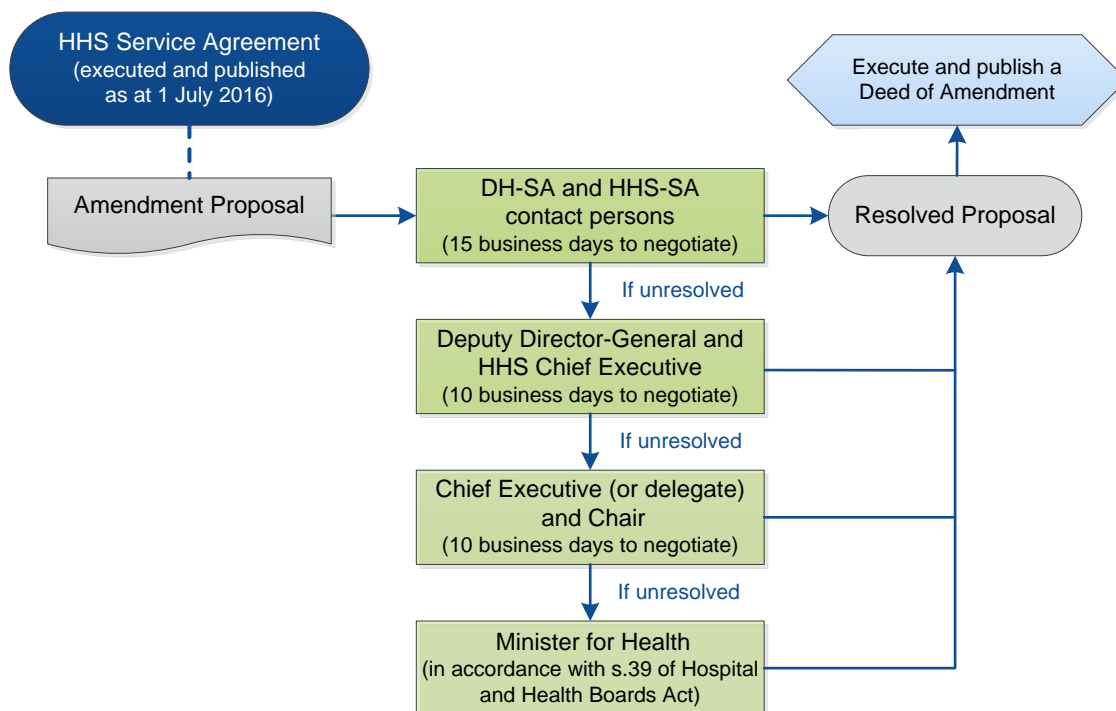 HHS Service Agreement
(executed and published
as at 1 July 2016)
Execute and publish a
Deed of Amendment
Amendment Proposal
DH-SA and HHS-SA
contact persons
(15 business days to negotiate)
Resolved Proposal
If unresolved
Deputy Director-General and
HHS Chief Executive
(10 business days to negotiate)
If unresolved
Chief Executive (or delegate)
and Chair
(10 business days to negotiate)
If unresolved
Minister for Health
(in accordance with s.39 of Hospital
and Health Boards Act)